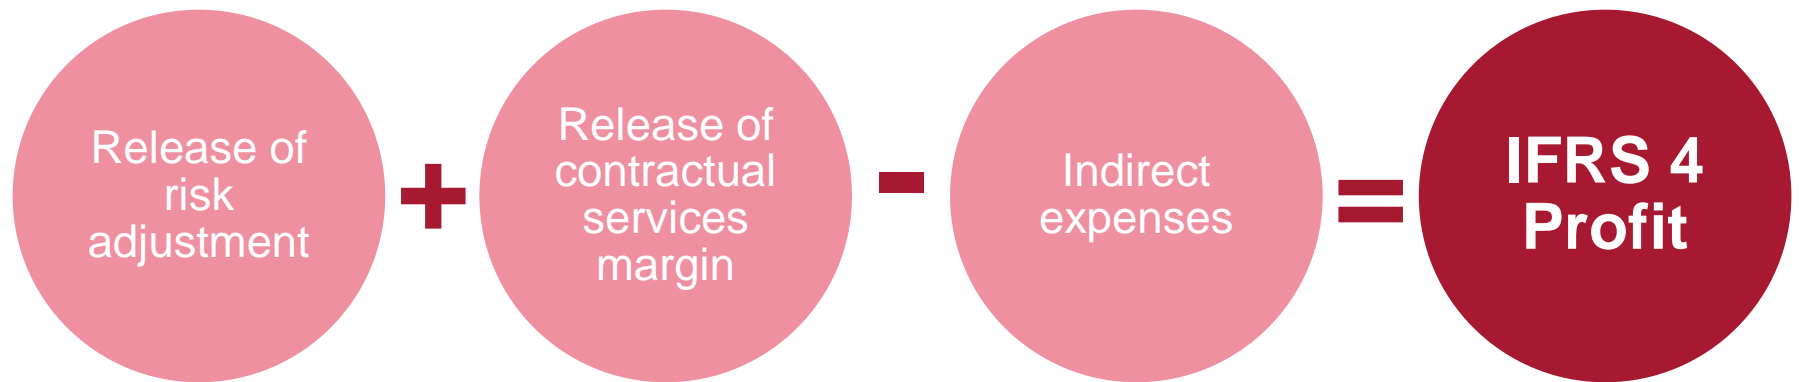 Release of
risk
adjustment
+
Release of
contractual
services
margin
-
Indirect
expenses
=
IFRS 4
Profit